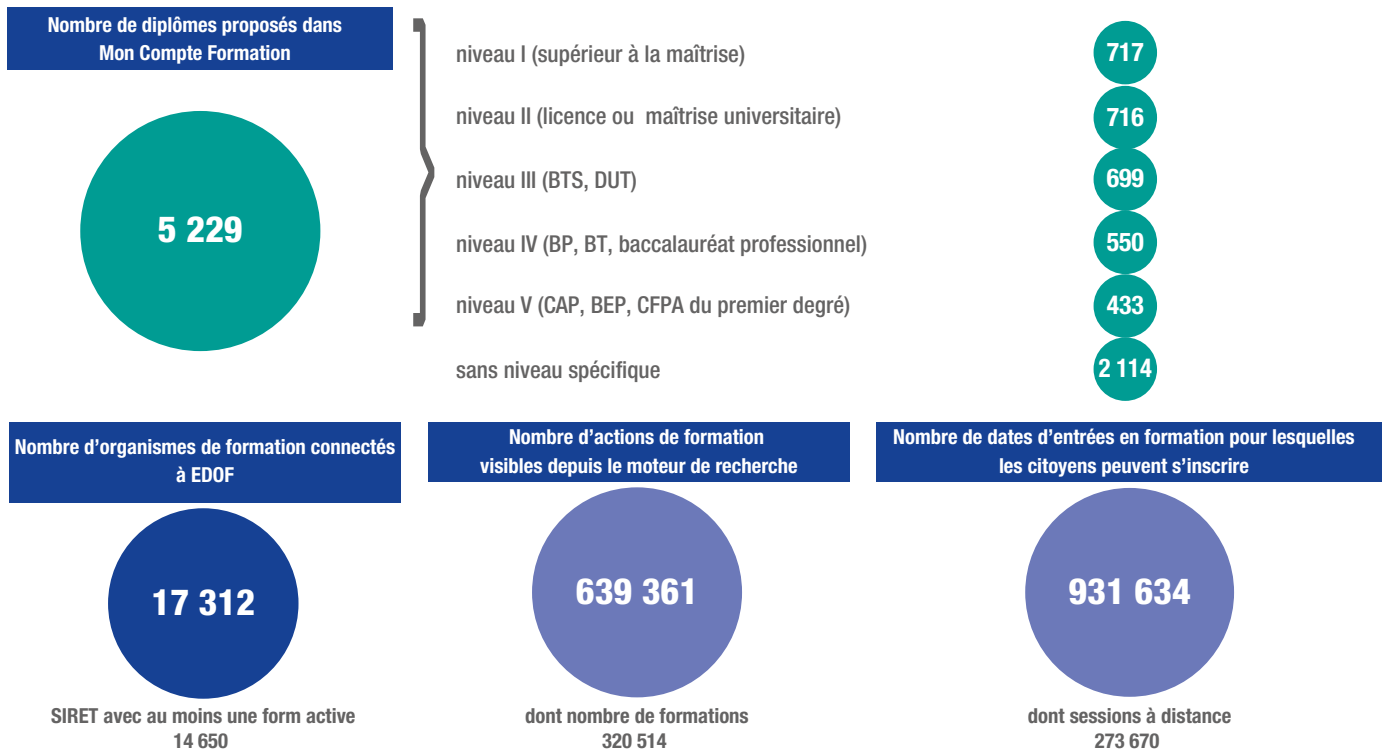 Nombre de diplômes proposés dans
Mon Compte Formation
5 229
niveau I (supérieur à la maîtrise)
717
niveau II (licence ou maîtrise universitaire)
716
niveau III (BTS, DUT)
699
niveau IV (BP, BT, baccalauréat professionnel)
550
niveau V (CAP, BEP, CFPA du premier degré)
433
sans niveau spécifique
2 114
Nombre d'organismes de formation connectés
à EDOF
17 312
SIRET avec au moins une form active
14 650
Nombre d'actions de formation
visibles depuis le moteur de recherche
639 361
dont nombre de formations
320 514
Nombre de dates d'entrées en formation pour lesquelles
les citoyens peuvent s'inscrire
931 634
dont sessions à distance
273 670